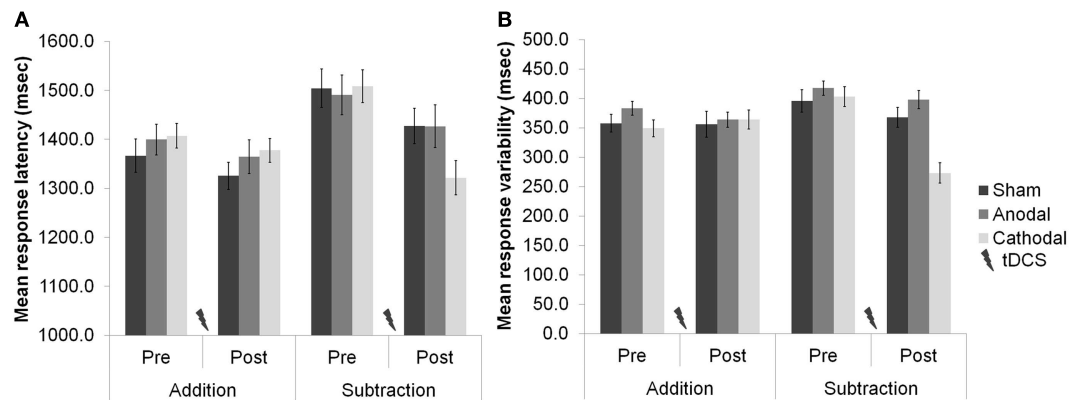 A
Mean response latency (msec)
1600.0
1500.0
1400.0
1300.0
1200.0
1100.0
1000.0
Pre
Post
Pre
Post
Addition
Subtraction
B
Mean response variability (msec)
500.0
450.0
400.0
350.0
300.0
250.0
200.0
150.0
100.0
50.0
0.0
Pre
Post
Pre
Post
Addition
Subtraction
Sham
Anodal
Cathodal
tDCS